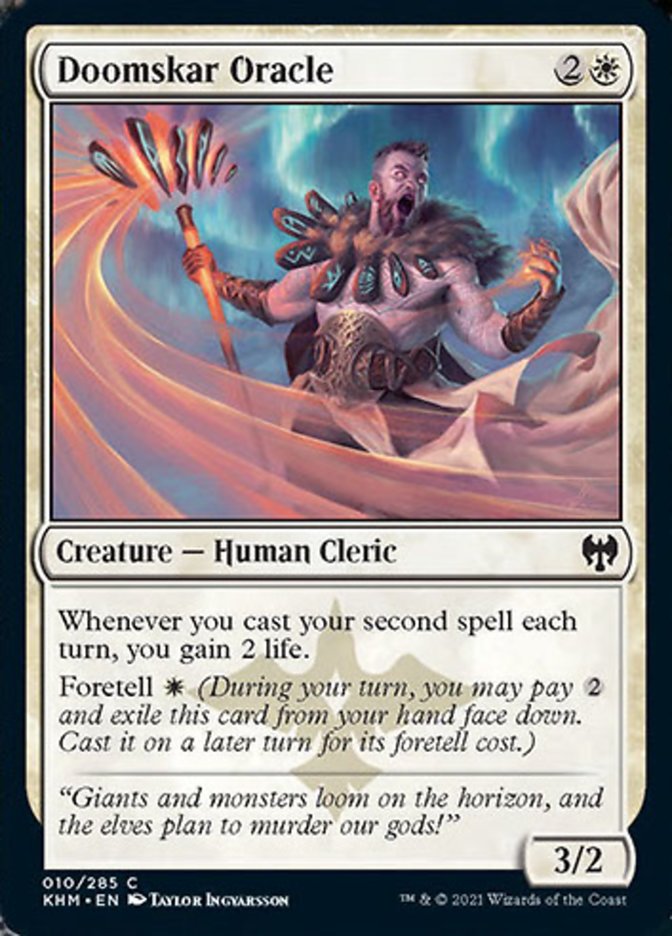 Doomskar Oracle 2
Creature — Human Cleric
Whenever you cast your second spell each
turn, you gain 2 life.
Foretell (During your turn, you may pay 2
and exile this card from your hand face down.
Cast it on a later turn for its foretell cost.)
“Giants and monsters loom on the horizon, and
the elves plan to murder our gods!”
3/2
010/285 C
KHM • EN Taylor Ingvarsson
™ & © 2021 Wizards of the Coast